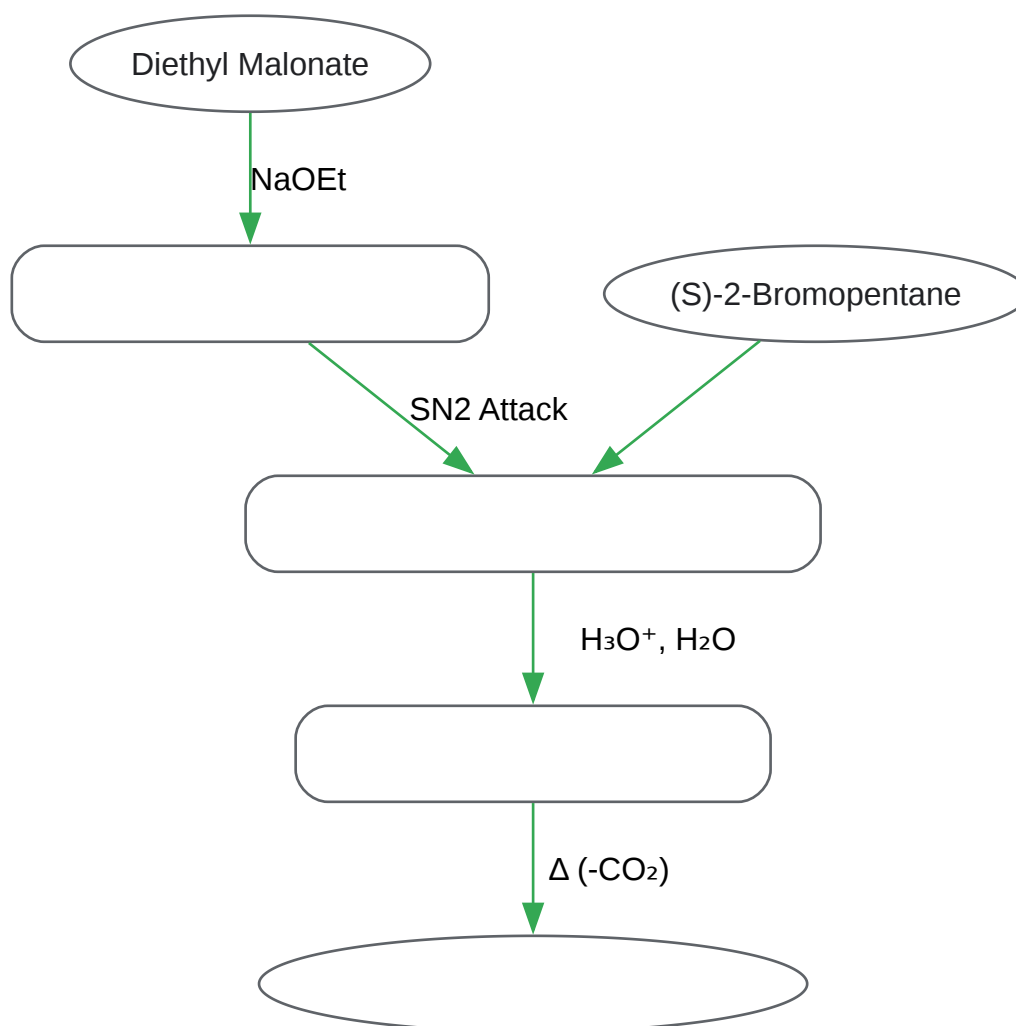 Diethyl Malonate
NaOEt
(S)-2-Bromopentane
SN2 Attack
H₃O⁺, H₂O
Δ (-CO₂)